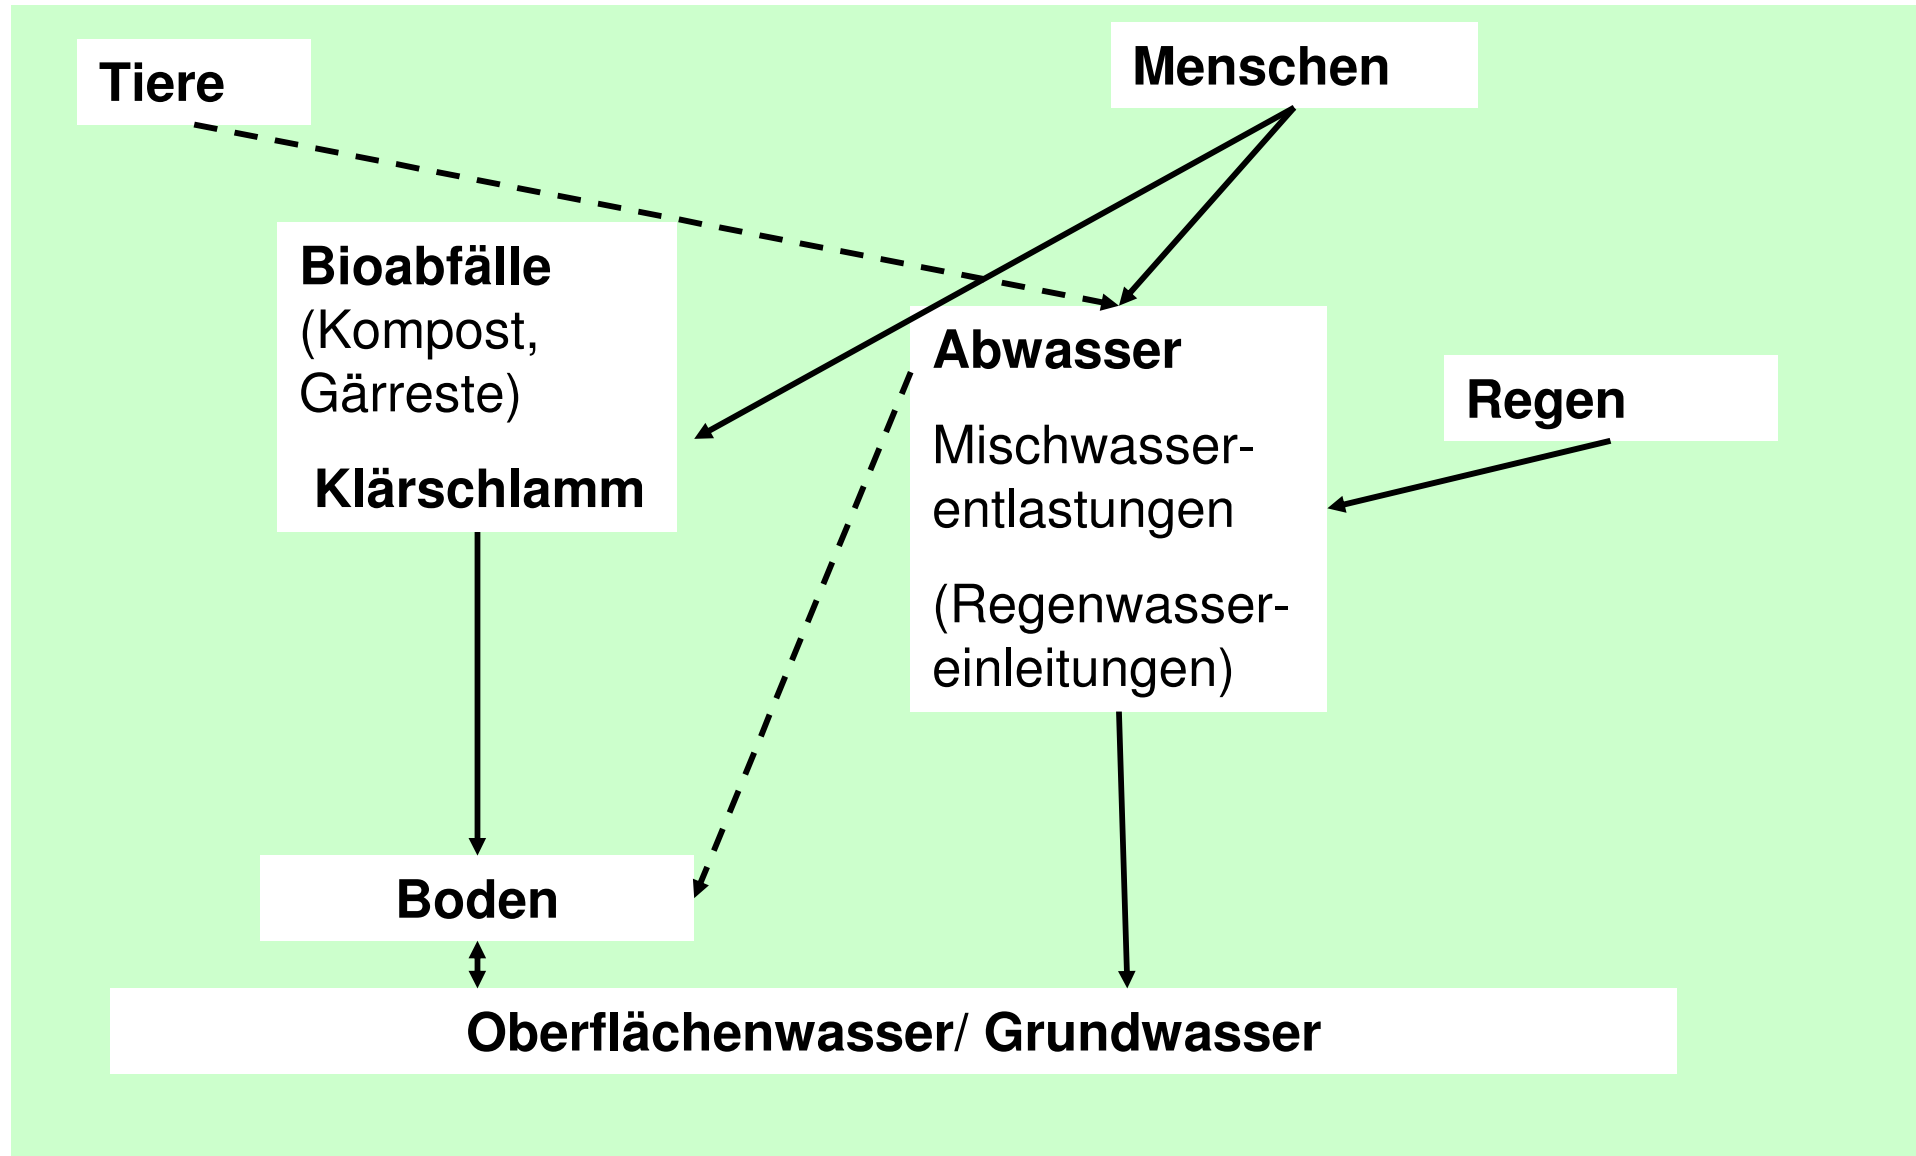 Tiere
Menschen
Bioabfälle
(Kompost,
Gärreste)
Klärschlamm
Abwasser
Mischwasser-
entlastungen
(Regenwasser-
einleitungen)
Regen
Boden
Oberflächenwasser/ Grundwasser